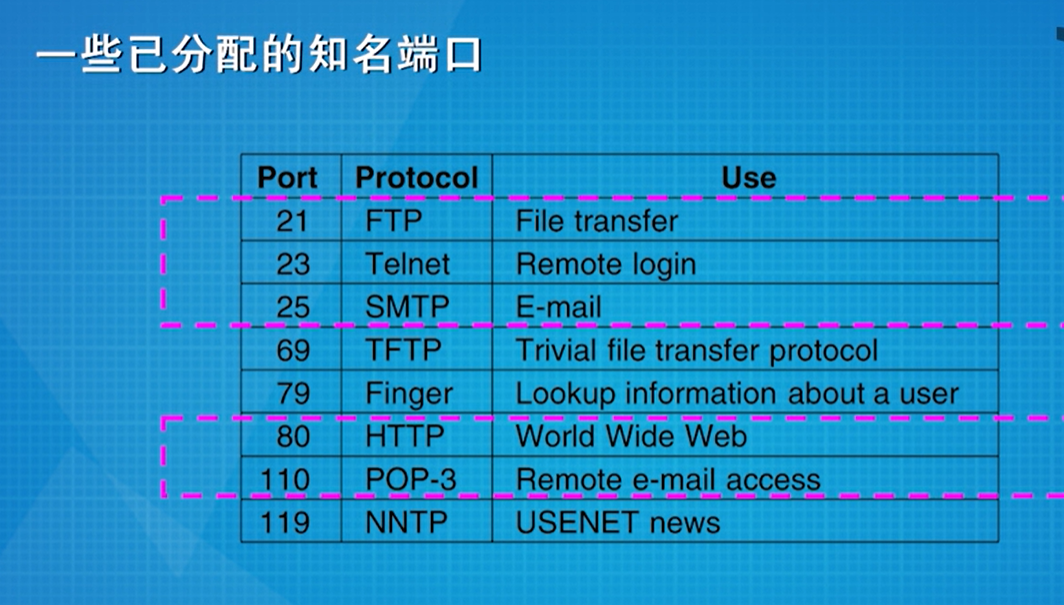 一些已分配的知名端口
Port Protocol Use
21 FTP File transfer
23 Telnet Remote login
25 SMTP E-mail
69 TFTP Trivial file transfer protocol
79 Finger Lookup information about a user
80 HTTP World Wide Web
110 POP-3 Remote e-mail access
119 NNTP USENET news